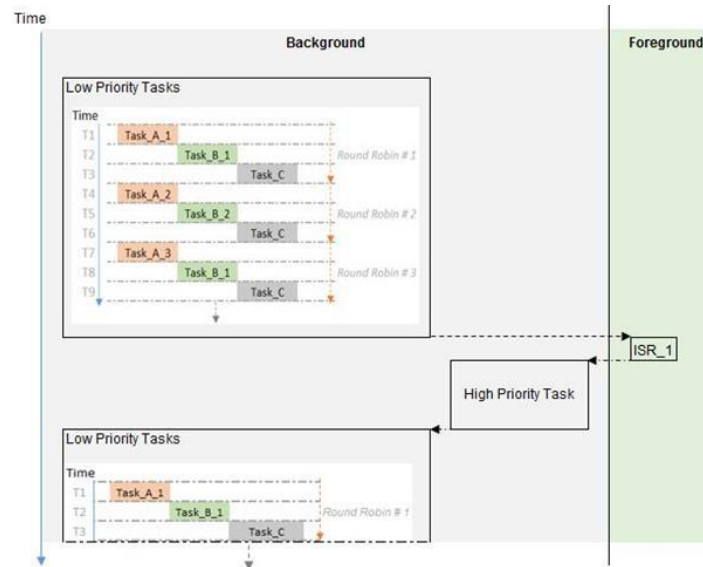 Time
Background
Foreground
Low Priority Tasks
Time
T1 Task_A_1
T2 Task_B_1 Round Robin # 1
T3 Task_C
T4 Task_A_2
T5 Task_B_2 Round Robin # 2
T6 Task_C
T7 Task_A_3
T8 Task_B_1 Round Robin # 3
T9 Task_C
ISR_1
High Priority Task
Low Priority Tasks
Time
T1 Task_A_1
T2 Task_B_1 Round Robin # 1
T3 Task_C